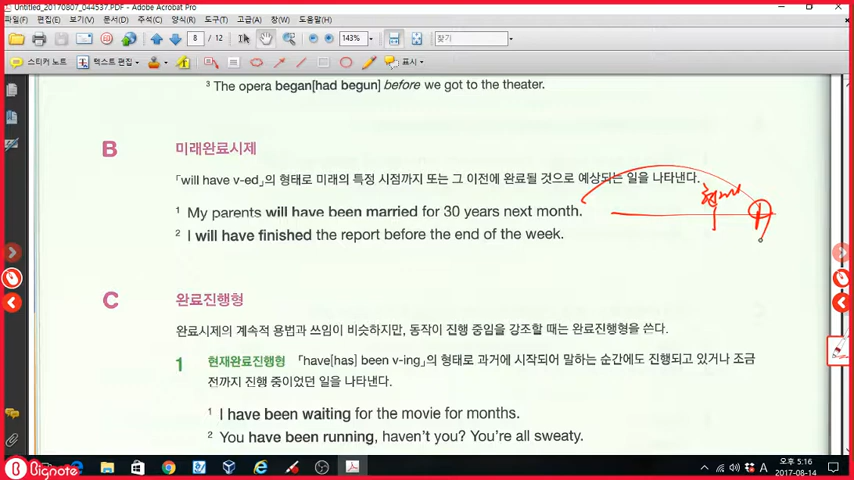 Untitled_20170807_044537.PDF - Adobe Acrobat Pro
파일(F) 편집(E) 보기(V) 문서(D) 주석(C) 양식(R) 도구(T) 고급(A) 창(W) 도움말(H)
8 / 12 143% 찾기
스티커 노트 텍스트 편집 표시
3 The opera began[had begun] before we got to the theater.
B 미래완료시제
「will have v-ed」의 형태로 미래의 특정 시점까지 또는 그 이전에 완료될 것으로 예상되는 일을 나타낸다.
1 My parents will have been married for 30 years next month.
2 I will have finished the report before the end of the week.
C 완료진행형
완료시제의 계속적 용법과 쓰임이 비슷하지만, 동작이 진행 중임을 강조할 때는 완료진행형을 쓴다.
1 현재완료진행형 「have[has] been v-ing」의 형태로 과거에 시작되어 말하는 순간에도 진행되고 있거나 조금
전까지 진행 중이었던 일을 나타낸다.
1 I have been waiting for the movie for months.
2 You have been running, haven't you? You're all sweaty.
Bignote
A 오후 5:16
2017-08-14